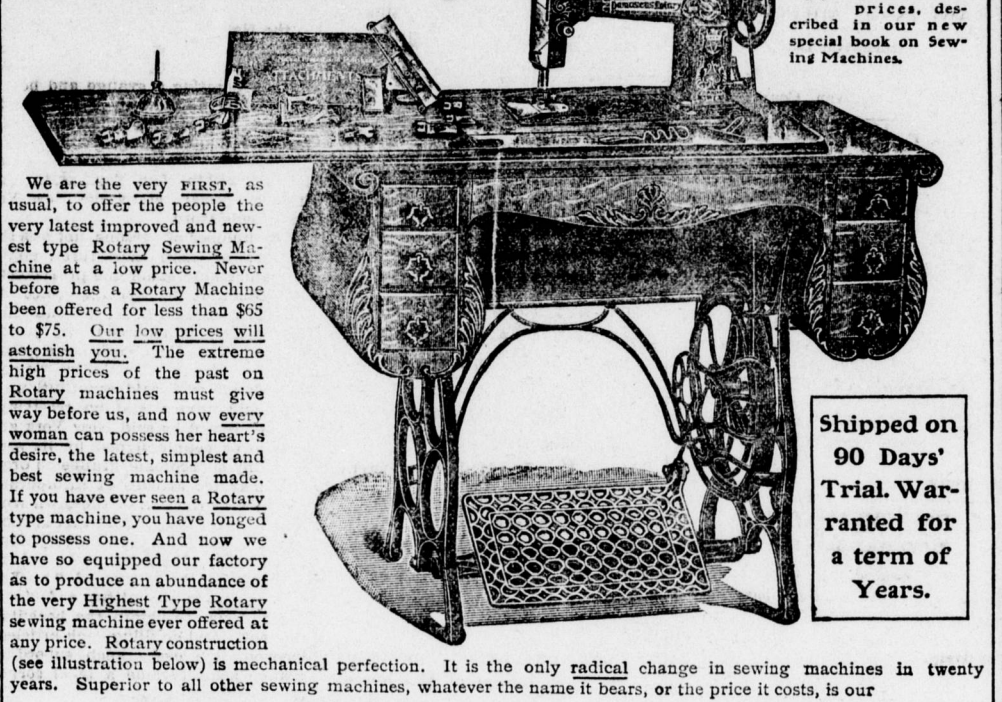 prices, des-
cribed in our new
special book on Sew-
ing Machines.
Damascus Rotary
ATTACHMENTS
We are the very FIRST, as
usual, to offer the people the
very latest improved and new-
est type Rotary Sewing Ma-
chine at a low price. Never
before has a Rotary Machine
been offered for less than $65
to $75. Our low prices will
astonish you. The extreme
high prices of the past on
Rotary machines must give
way before us, and now every
woman can possess her heart's
desire, the latest, simplest and
best sewing machine made.
If you have ever seen a Rotary
type machine, you have longed
to possess one. And now we
have so equipped our factory
as to produce an abundance of
the very Highest Type Rotary
sewing machine ever offered at
any price. Rotary construction
(see illustration below) is mechanical perfection. It is the only radical change in sewing machines in twenty
years. Superior to all other sewing machines, whatever the name it bears, or the price it costs, is our
Shipped on
90 Days'
Trial. War-
ranted for
a term of
Years.